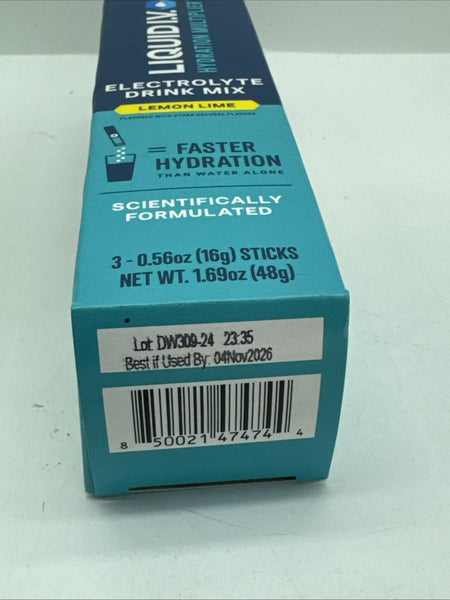 LIQUID I.V.
HYDRATION MULTIPLIER
ELECTROLYTE
DRINK MIX
LEMON LIME
FLAVORED WITH OTHER NATURAL FLAVORS
= FASTER
HYDRATION
THAN WATER ALONE
SCIENTIFICALLY
FORMULATED
3 - 0.56oz (16g) STICKS
NET WT. 1.69oz (48g)
Lot: DW309-24 23:35
Best if Used By: 04Nov2026
8 50021 47474 4